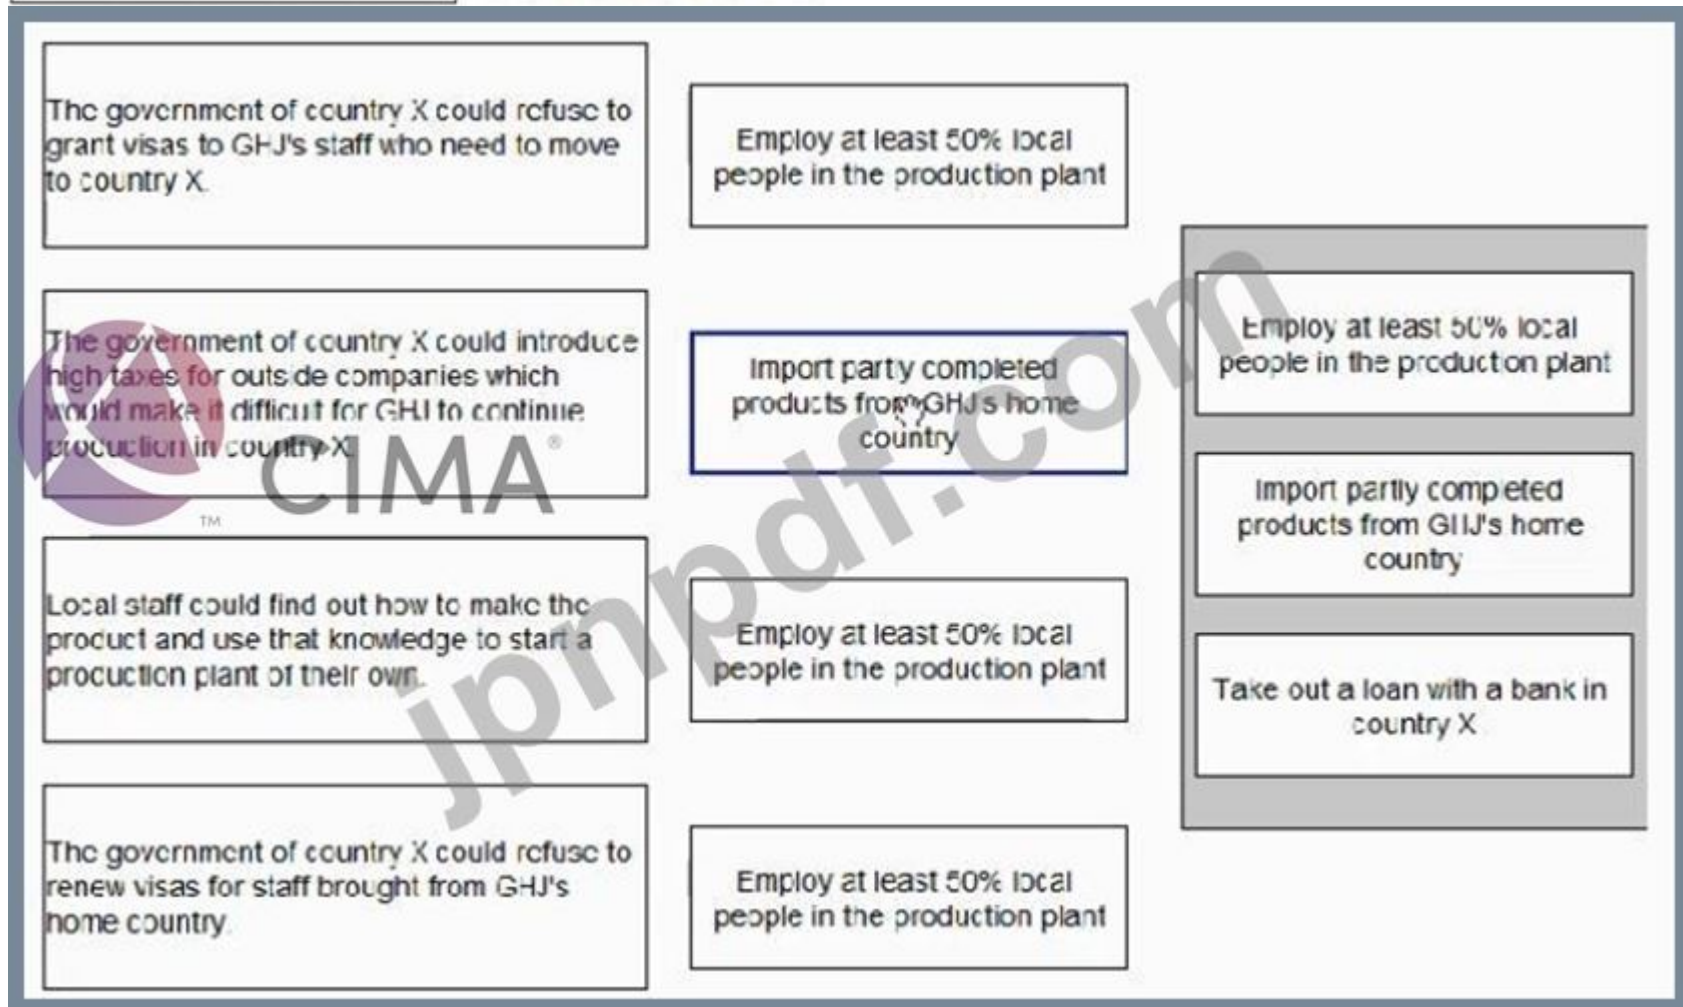 The government of country X could refuse to
grant visas to GHJ's staff who need to move
to country X.
Employ at least 50% local
people in the production plant
The government of country X could introduce
high taxes for outside companies which
would make it difficult for GHJ to continue
production in country X.
Import partly completed
products from GHJ's home
country
Local staff could find out how to make the
product and use that knowledge to start a
production plant of their own.
Employ at least 50% local
people in the production plant
The government of country X could refuse to
renew visas for staff brought from GHJ's
home country.
Employ at least 50% local
people in the production plant
Employ at least 50% local
people in the production plant
Import partly completed
products from GHJ's home
country
Take out a loan with a bank in
country X
CIMA®
TM
jpnpdf.com